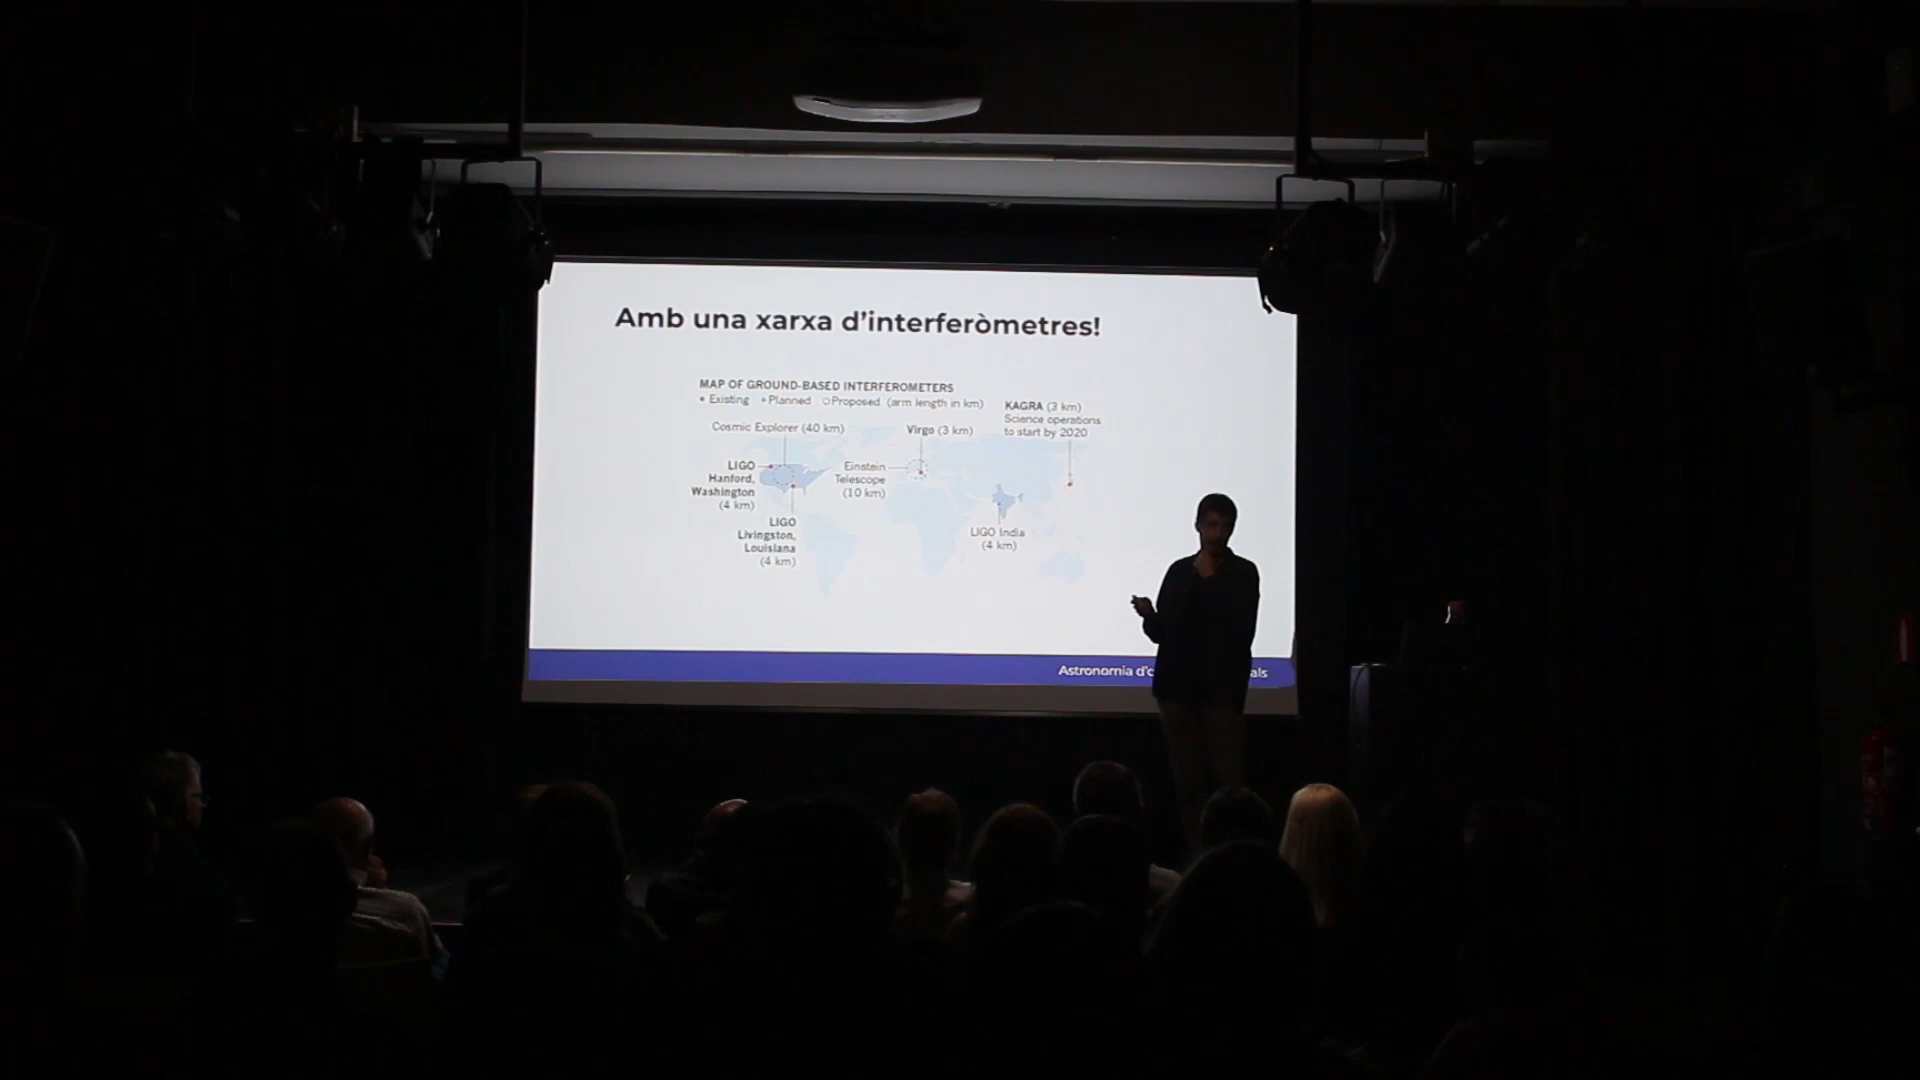 Amb una xarxa d'interferòmetres!
MAP OF GROUND-BASED INTERFEROMETERS
Existing Planned Proposed (arm length in km)
KAGRA (3 km)
Science operations
to start by 2020
Cosmic Explorer (40 km)
Virgo (3 km)
LIGO
Hanford,
Washington
(4 km)
Einstein
Telescope
(10 km)
LIGO
Livingston,
Louisiana
(4 km)
LIGO India
(4 km)
Astronomia